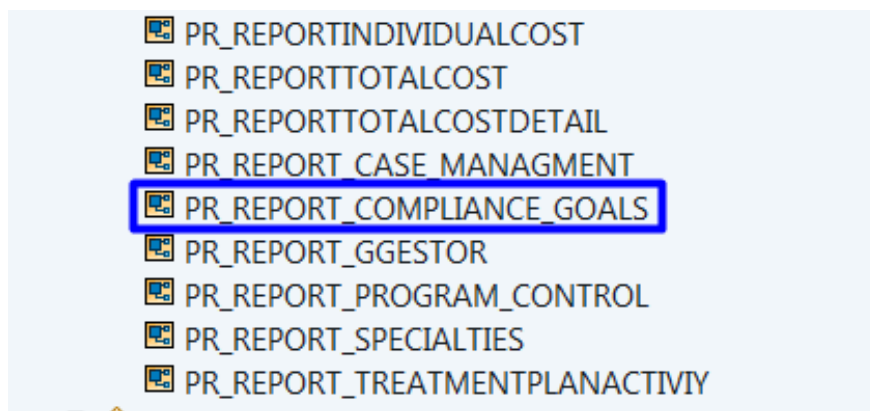 PR_REPORTINDIVIDUALCOST
PR_REPORTTOTALCOST
PR_REPORTTOTALCOSTDETAIL
PR_REPORT_CASE_MANAGMENT
PR_REPORT_COMPLIANCE_GOALS
PR_REPORT_GGESTOR
PR_REPORT_PROGRAM_CONTROL
PR_REPORT_SPECIALTIES
PR_REPORT_TREATMENTPLANACTIVIY